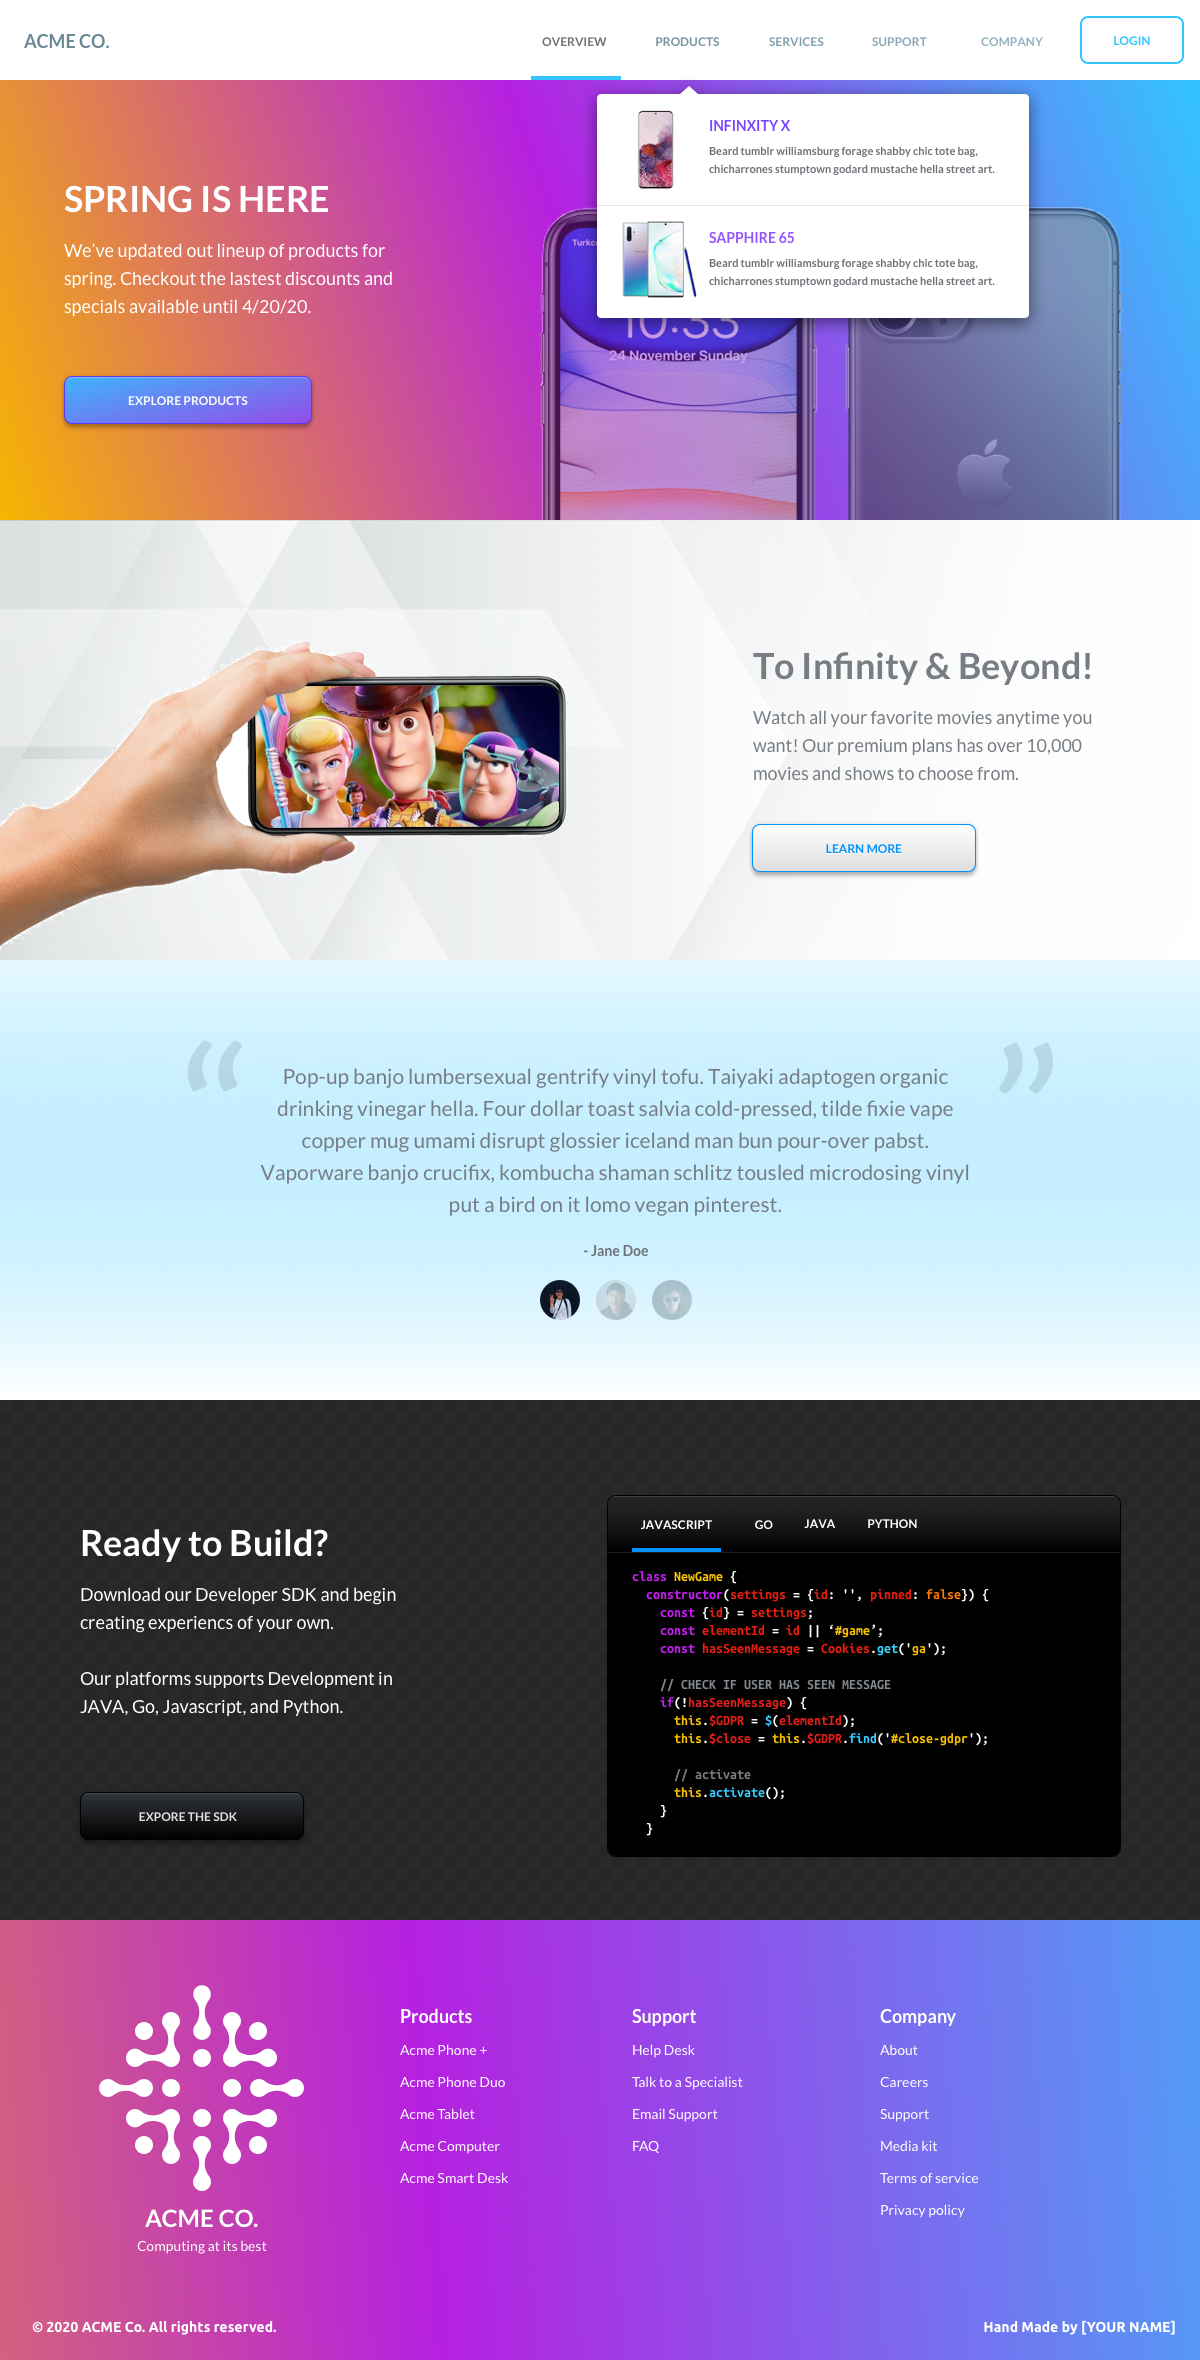 ACME CO.
OVERVIEW
PRODUCTS
SERVICES
SUPPORT
COMPANY
LOGIN
INFINXITY X
Beard tumblr williamsburg forage shabby chic tote bag,
chicharrones stumptown godard mustache hella street art.
SAPPHIRE 65
Beard tumblr williamsburg forage shabby chic tote bag,
chicharrones stumptown godard mustache hella street art.
SPRING IS HERE
We've updated out lineup of products for
spring. Checkout the lastest discounts and
specials available until 4/20/20.
EXPLORE PRODUCTS
10:33
24 November Sunday
To Infinity & Beyond!
Watch all your favorite movies anytime you
want! Our premium plans has over 10,000
movies and shows to choose from.
LEARN MORE
“ ”
Pop-up banjo lumbersexual gentrify vinyl tofu. Taiyaki adaptogen organic
drinking vinegar hella. Four dollar toast salvia cold-pressed, tilde fixie vape
copper mug umami disrupt glossier iceland man bun pour-over pabst.
Vaporware banjo crucifix, kombucha shaman schlitz tousled microdosing vinyl
put a bird on it lomo vegan pinterest.
- Jane Doe
Ready to Build?
Download our Developer SDK and begin
creating experiencs of your own.
Our platforms supports Development in
JAVA, Go, Javascript, and Python.
EXPORE THE SDK
JAVASCRIPT
GO
JAVA
PYTHON
class NewGame {
constructor(settings = {id: '', pinned: false}) {
const {id} = settings;
const elementId = id || ‘#game’;
const hasSeenMessage = Cookies.get('ga');
// CHECK IF USER HAS SEEN MESSAGE
if(!hasSeenMessage) {
this.$GDPR = $(elementId);
this.$close = this.$GDPR.find('#close-gdpr');
// activate
this.activate();
}
}
ACME CO.
Computing at its best
Products
Acme Phone +
Acme Phone Duo
Acme Tablet
Acme Computer
Acme Smart Desk
Support
Help Desk
Talk to a Specialist
Email Support
FAQ
Company
About
Careers
Support
Media kit
Terms of service
Privacy policy
© 2020 ACME Co. All rights reserved.
Hand Made by [YOUR NAME]